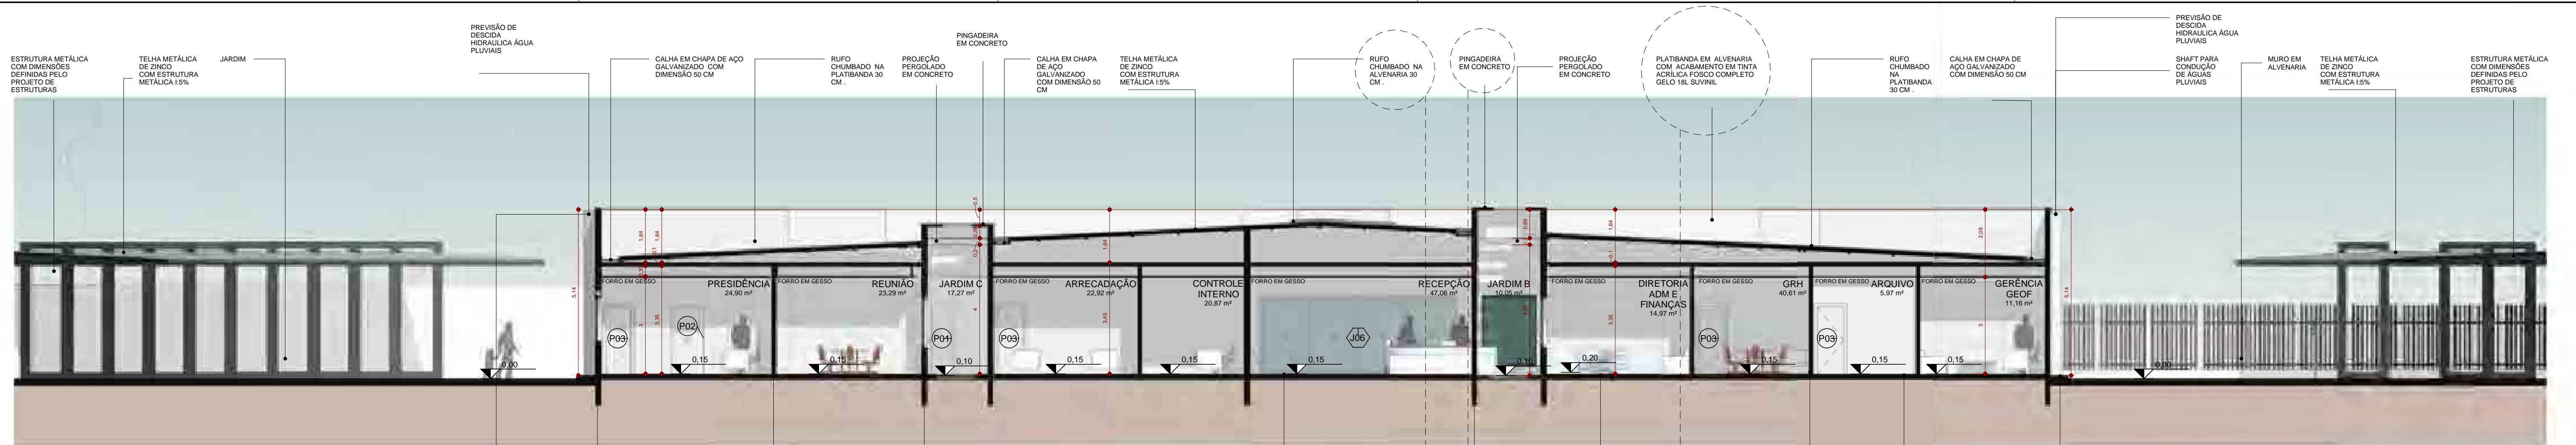 ESTRUTURA METÁLICA
COM DIMENSÕES
DEFINIDAS PELO
PROJETO DE
ESTRUTURAS
TELHA METÁLICA
DE ZINCO
COM ESTRUTURA
METÁLICA I:5%
JARDIM
PREVISÃO DE
DESCIDA
HIDRAULICA ÁGUA
PLUVIAIS
CALHA EM CHAPA DE AÇO
GALVANIZADO COM
DIMENSÃO 50 CM
RUFO
CHUMBADO NA
PLATIBANDA 30
CM .
PROJEÇÃO
PERGOLADO
EM CONCRETO
PINGADEIRA
EM CONCRETO
CALHA EM CHAPA
DE AÇO
GALVANIZADO
COM DIMENSÃO 50
CM
TELHA METÁLICA
DE ZINCO
COM ESTRUTURA
METÁLICA I:5%
RUFO
CHUMBADO NA
ALVENARIA 30
CM .
PINGADEIRA
EM CONCRETO
PROJEÇÃO
PERGOLADO
EM CONCRETO
PLATIBANDA EM ALVENARIA
COM ACABAMENTO EM TINTA
ACRÍLICA FOSCO COMPLETO
GELO 18L SUVINIL
RUFO
CHUMBADO
NA
PLATIBANDA
30 CM .
CALHA EM CHAPA DE
AÇO GALVANIZADO
COM DIMENSÃO 50 CM
PREVISÃO DE
DESCIDA
HIDRAULICA ÁGUA
PLUVIAIS
SHAFT PARA
CONDUÇÃO
DE ÁGUAS
PLUVIAIS
MURO EM
ALVENARIA
TELHA METÁLICA
DE ZINCO
COM ESTRUTURA
METÁLICA I:5%
ESTRUTURA METÁLICA
COM DIMENSÕES
DEFINIDAS PELO
PROJETO DE
ESTRUTURAS
5,14
1,64
1,64
1,64
0,89
1,64
2,09
5,14
FORRO EM GESSO
PRESIDÊNCIA
24,90 m²
FORRO EM GESSO
REUNIÃO
23,29 m²
JARDIM C
17,27 m²
FORRO EM GESSO
ARRECADAÇÃO
22,92 m²
CONTROLE
INTERNO
20,87 m²
FORRO EM GESSO
RECEPÇÃO
47,06 m²
JARDIM B
10,05 m²
FORRO EM GESSO
DIRETORIA
ADM E
FINANÇAS
14,97 m²
FORRO EM GESSO
GRH
40,61 m²
FORRO EM GESSO
ARQUIVO
5,97 m²
FORRO EM GESSO
GERÊNCIA
GEOF
11,16 m²
3
3,35
4
3,45
3,35
3
P03
P02
P01
P03
J06
P03
P03
0,00
0,15
0,15
0,10
0,15
0,15
0,15
0,10
0,20
0,15
0,15
0,15
0,00